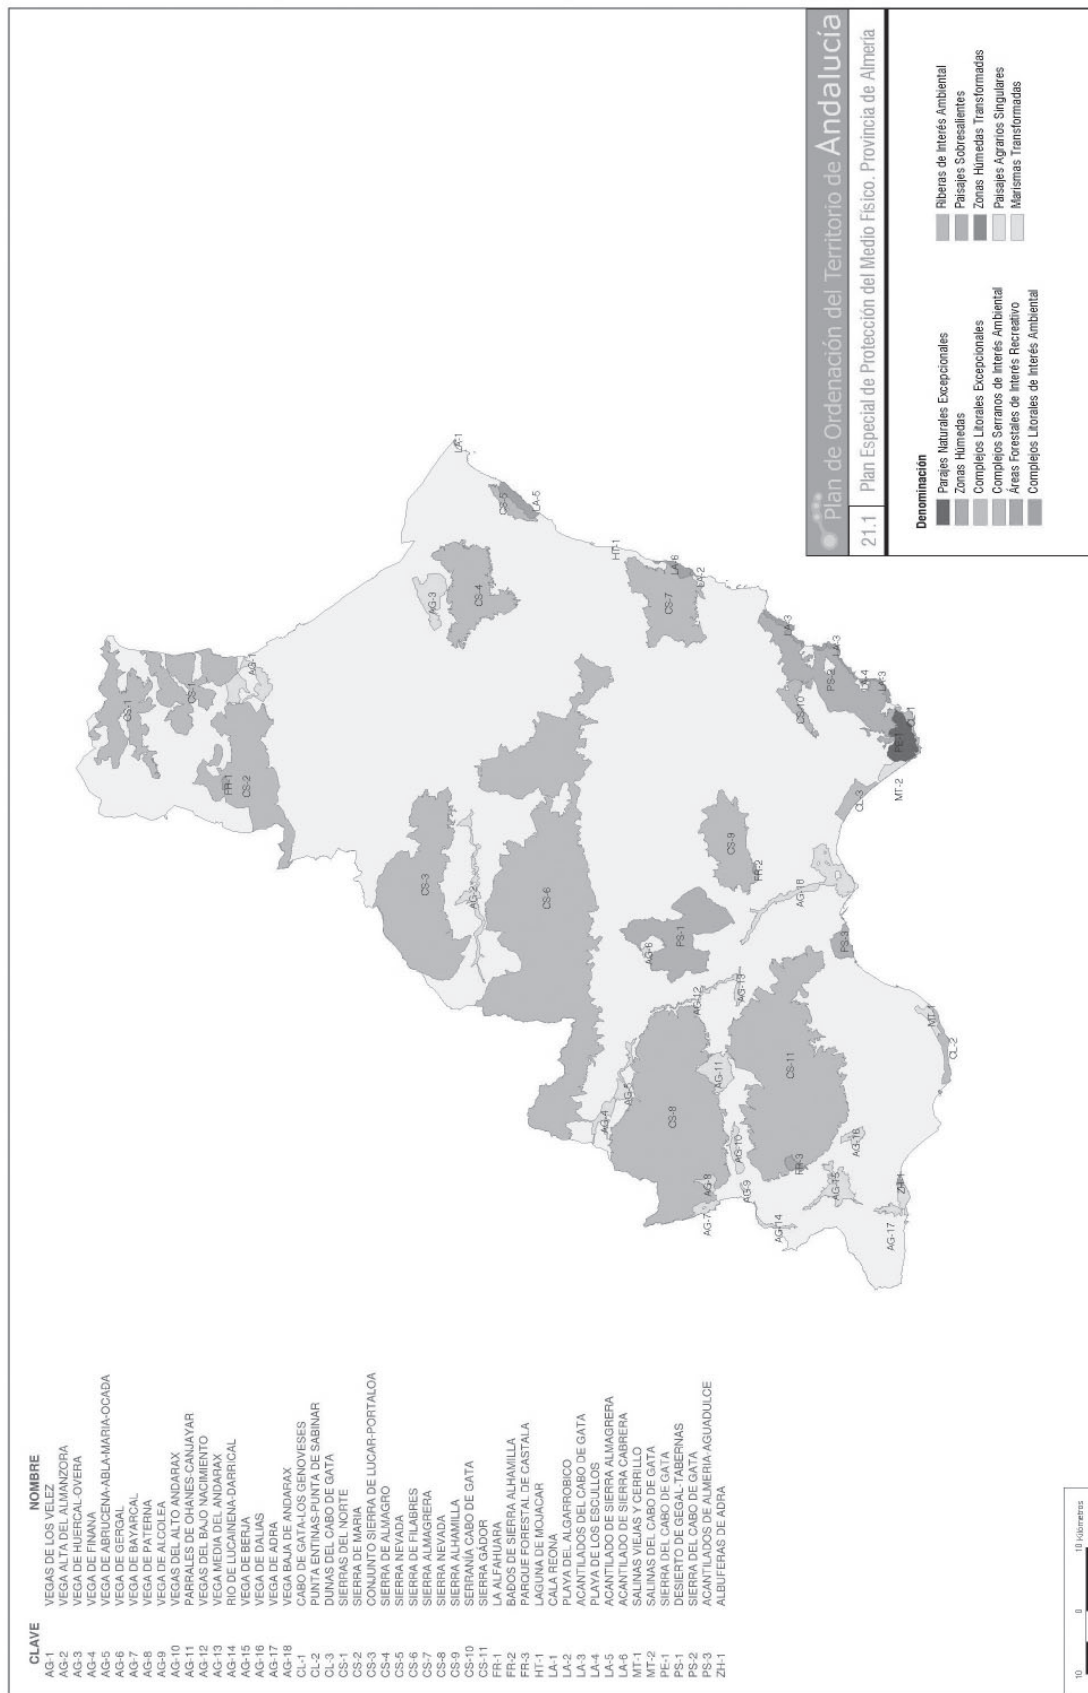 Plan de Ordenación del Territorio de Andalucía
21.1 Plan Especial de Protección del Medio Físico. Provincia de Almería
Denominación
Parajes Naturales Excepcionales
Zonas Húmedas
Complejos Litorales Excepcionales
Complejos Serranos de Interés Ambiental
Áreas Forestales de Interés Recreativo
Complejos Litorales de Interés Ambiental
Riberas de Interés Ambiental
Paisajes Sobresalientes
Zonas Húmedas Transformadas
Paisajes Agrarios Singulares
Marismas Transformadas
CLAVE NOMBRE
AG-1 VEGAS DE LOS VELEZ
AG-2 VEGA ALTA DEL ALMANZORA
AG-3 VEGA DE HUERCAL-OVERA
AG-4 VEGA DE FINANA
AG-5 VEGA DE ABRUCENA-ABLA-MARIA-OCADA
AG-6 VEGA DE GERGAL
AG-7 VEGA DE BAYARCAL
AG-8 VEGA DE PATERNA
AG-9 VEGA DE ALCOLEA
AG-10 VEGAS DEL ALTO ANDARAX
AG-11 PARRALES DE OHANES-CANJAYAR
AG-12 VEGAS DEL BAJO NACIMIENTO
AG-13 VEGA MEDIA DEL ANDARAX
AG-14 RIO DE LUCAINENA-DARRICAL
AG-15 VEGA DE BERJA
AG-16 VEGA DE DALIAS
AG-17 VEGA DE ADRA
AG-18 VEGA BAJA DE ANDARAX
CL-1 CABO DE GATA-LOS GENOVESES
CL-2 PUNTA ENTINAS-PUNTA DE SABINAR
CL-3 DUNAS DEL CABO DE GATA
CS-1 SIERRAS DEL NORTE
CS-2 SIERRA DE MARIA
CS-3 CONJUNTO SIERRA DE LUCAR-PORTALOA
CS-4 SIERRA DE ALMAGRO
CS-5 SIERRA NEVADA
CS-6 SIERRA DE FILABRES
CS-7 SIERRA ALMAGRERA
CS-8 SIERRA NEVADA
CS-9 SIERRA ALHAMILLA
CS-10 SERRANÍA CABO DE GATA
CS-11 SIERRA GÁDOR
FR-1 LA ALFAHUARA
FR-2 BADOS DE SIERRA ALHAMILLA
FR-3 PARQUE FORESTAL DE CASTALA
HT-1 LAGUNA DE MOJACAR
LA-1 CALA REONA
LA-2 PLAYA DEL ALGARROBICO
LA-3 ACANTILADOS DEL CABO DE GATA
LA-4 PLAYA DE LOS ESCULLOS
LA-5 ACANTILADO DE SIERRA ALMAGRERA
LA-6 ACANTILADO DE SIERRA CABRERA
MT-1 SALINAS VIEJAS Y CERRILLO
MT-2 SALINAS DEL CABO DE GATA
PE-1 SIERRA DEL CABO DE GATA
PS-1 DESIERTO DE GEGAL-TABERNAS
PS-2 SIERRA DEL CABO DE GATA
PS-3 ACANTILADOS DE ALMERIA-AGUADULCE
ZH-1 ALBUFERAS DE ADRA
CS-1
CS-1
AG-1
FR-1
CS-2
LA-1
CS-5
LA-5
AG-3
CS-4
HT-1
LA-6
CS-7
LA-2
CS-3
AG-2
CS-6
LA-3
LA-3
PS-2
LA-4
LA-3
CS-10
CL-1
PE-1
MT-2
CL-3
CS-9
FR-2
AG-18
AG-6
PS-1
PS-3
AG-12
AG-13
AG-5
AG-4
CS-8
AG-11
CS-11
AG-10
AG-8
AG-7
AG-9
FR-3
AG-16
AG-15
AG-14
AG-17
ZH-1
MT-1
CL-2
10 0 10 Kilómetros